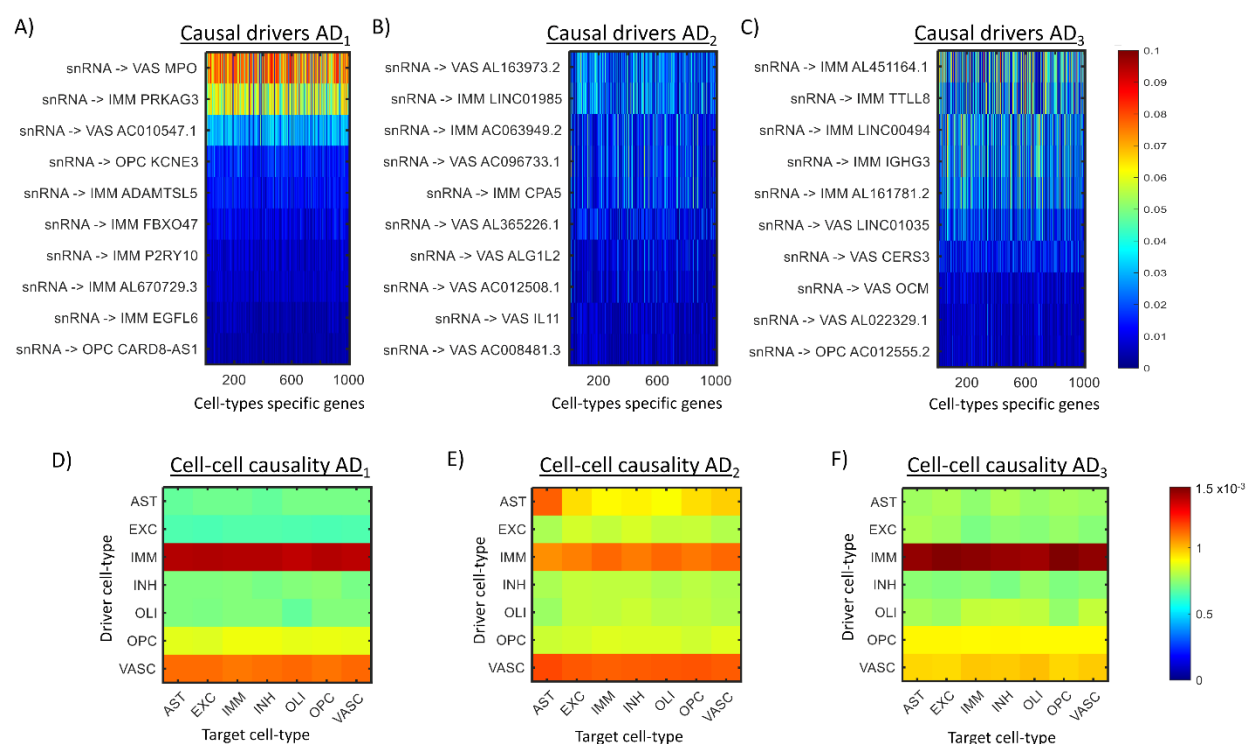 A)
Causal drivers AD1
snRNA -> VAS MPO
snRNA -> IMM PRKAG3
snRNA -> VAS AC010547.1
snRNA -> OPC KCNE3
snRNA -> IMM ADAMTSL5
snRNA -> IMM FBXO47
snRNA -> IMM P2RY10
snRNA -> IMM AL670729.3
snRNA -> IMM EGFL6
snRNA -> OPC CARD8-AS1
200 600 1000
Cell-types specific genes
B)
Causal drivers AD2
snRNA -> VAS AL163973.2
snRNA -> IMM LINC01985
snRNA -> IMM AC063949.2
snRNA -> VAS AC096733.1
snRNA -> IMM CPA5
snRNA -> VAS AL365226.1
snRNA -> VAS ALG1L2
snRNA -> VAS AC012508.1
snRNA -> VAS IL11
snRNA -> VAS AC008481.3
200 600 1000
Cell-types specific genes
C)
Causal drivers AD3
snRNA -> IMM AL451164.1
snRNA -> IMM TTLL8
snRNA -> IMM LINC00494
snRNA -> IMM IGHG3
snRNA -> IMM AL161781.2
snRNA -> VAS LINC01035
snRNA -> VAS CERS3
snRNA -> VAS OCM
snRNA -> VAS AL022329.1
snRNA -> OPC AC012555.2
200 600 1000
Cell-types specific genes
0.1
0.09
0.08
0.07
0.06
0.05
0.04
0.03
0.02
0.01
0
D)
Cell-cell causality AD1
Driver cell-type
AST
EXC
IMM
INH
OLI
OPC
VASC
AST EXC IMM INH OLI OPC VASC
Target cell-type
E)
Cell-cell causality AD2
Driver cell-type
AST
EXC
IMM
INH
OLI
OPC
VASC
AST EXC IMM INH OLI OPC VASC
Target cell-type
F)
Cell-cell causality AD3
Driver cell-type
AST
EXC
IMM
INH
OLI
OPC
VASC
AST EXC IMM INH OLI OPC VASC
Target cell-type
1.5 x10-3
1
0.5
0